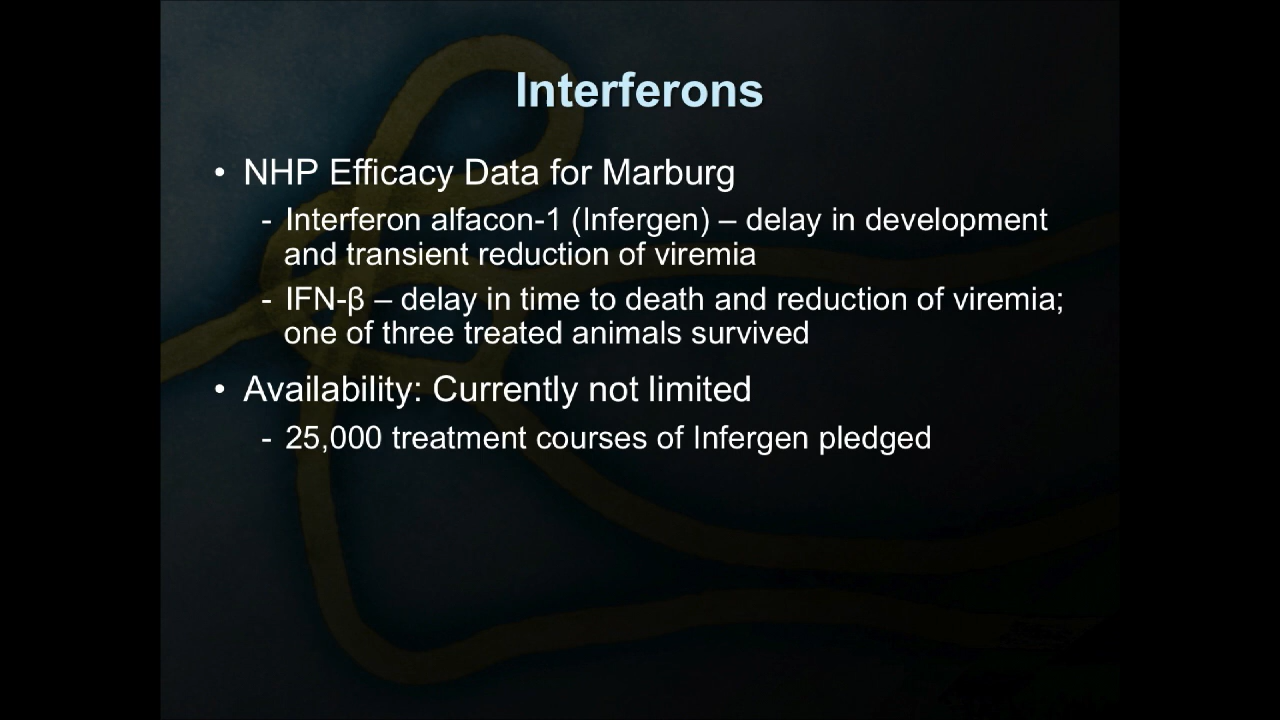 Interferons
• NHP Efficacy Data for Marburg
- Interferon alfacon-1 (Infergen) – delay in development
and transient reduction of viremia
- IFN-β – delay in time to death and reduction of viremia;
one of three treated animals survived
• Availability: Currently not limited
- 25,000 treatment courses of Infergen pledged